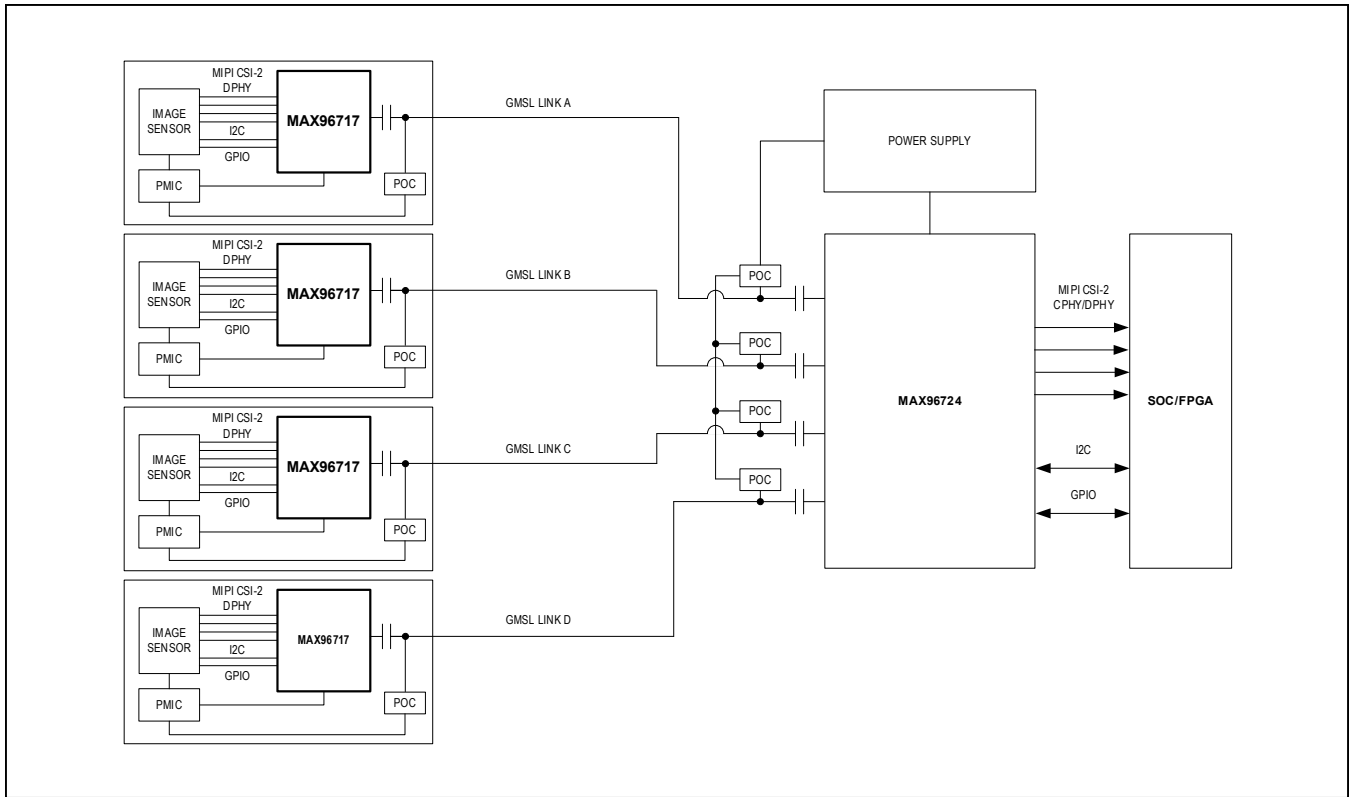 MIPI CSI-2
DPHY
IMAGE
SENSOR
MAX96717
I2C
GPIO
PMIC
POC
GMSL LINK A
POWER SUPPLY
MIPI CSI-2
DPHY
IMAGE
SENSOR
MAX96717
I2C
GPIO
PMIC
POC
GMSL LINK B
MIPI CSI-2
DPHY
IMAGE
SENSOR
MAX96717
I2C
GPIO
PMIC
POC
GMSL LINK C
MIPI CSI-2
DPHY
IMAGE
SENSOR
MAX96717
I2C
GPIO
PMIC
POC
GMSL LINK D
POC
POC
POC
POC
MAX96724
MIPI CSI-2
CPHY/DPHY
I2C
GPIO
SOC/FPGA